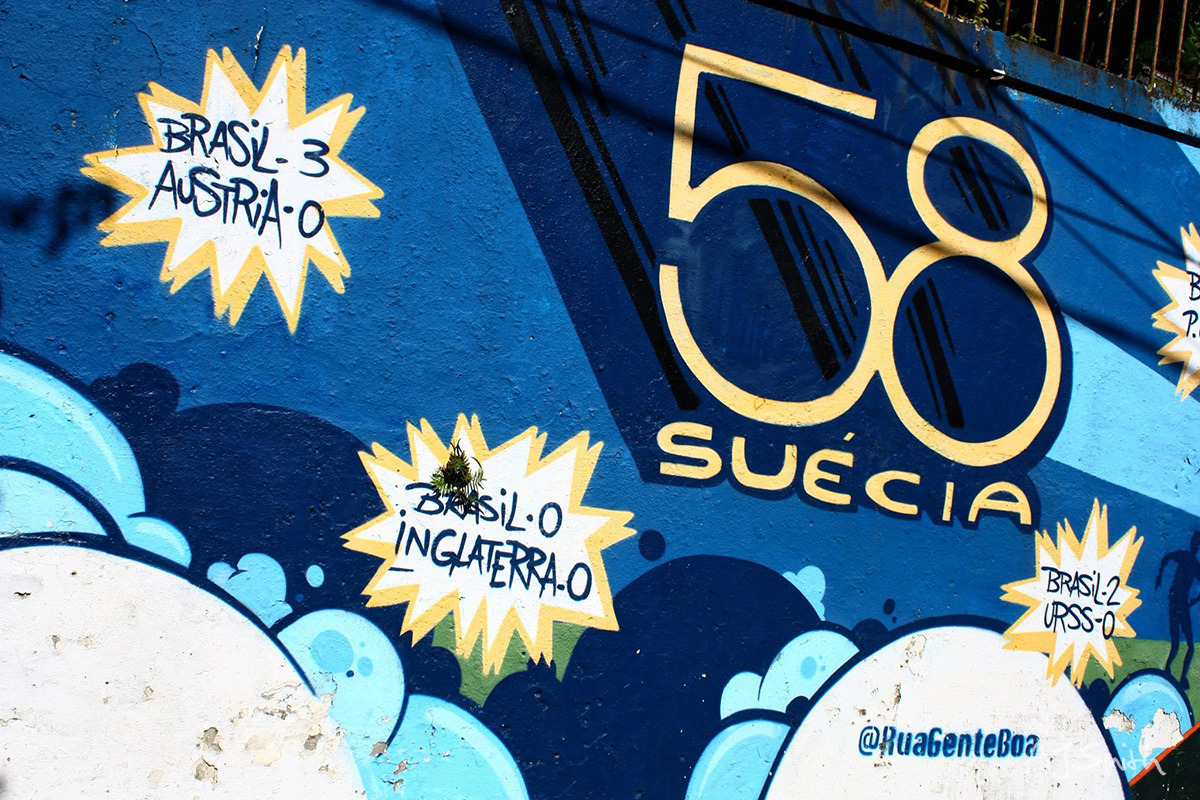 BRASiL-3
AUSTRiA-0
58
SUÉCIA
BRASiL-0
iNGLATERRA-0
BRASiL-2
URSS-0
@RuaGenteBoa